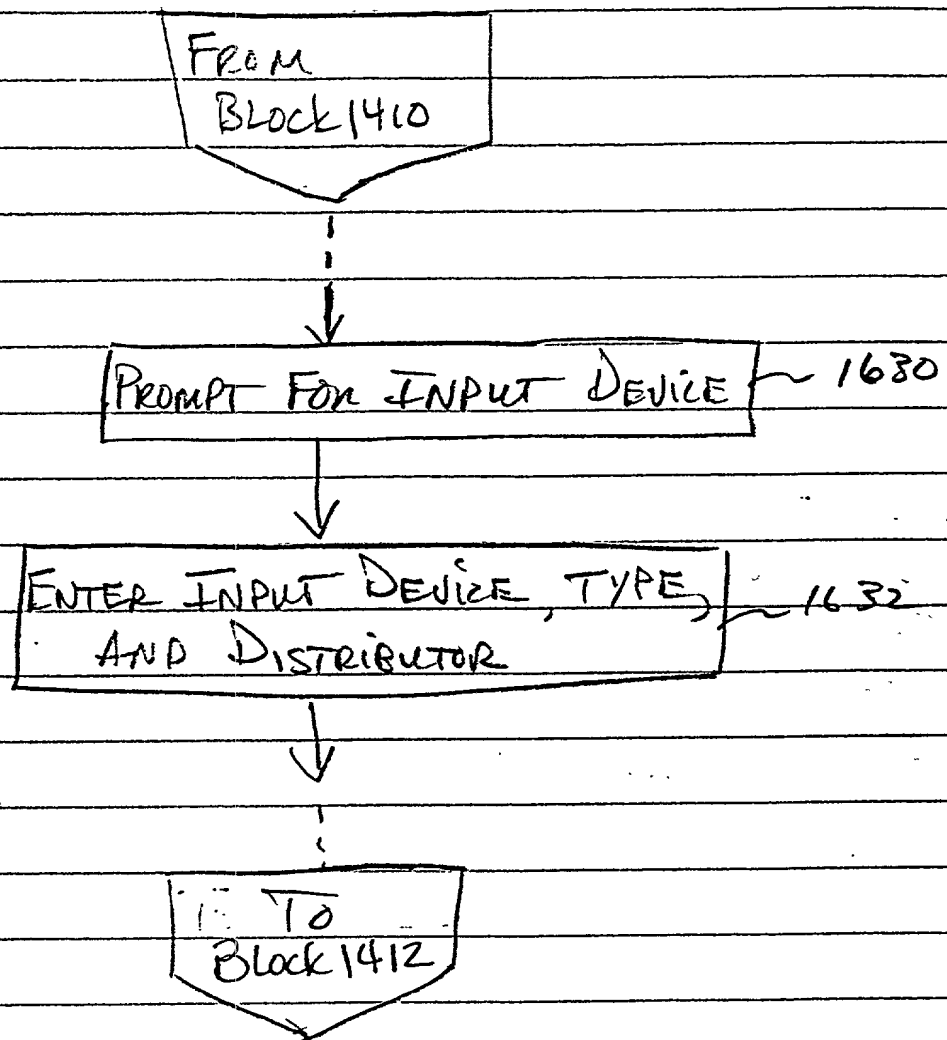 FROM
BLOCK 1410
PROMPT FOR INPUT DEVICE
1630
ENTER INPUT DEVICE, TYPE,
AND DISTRIBUTOR
1632
TO
BLOCK 1412